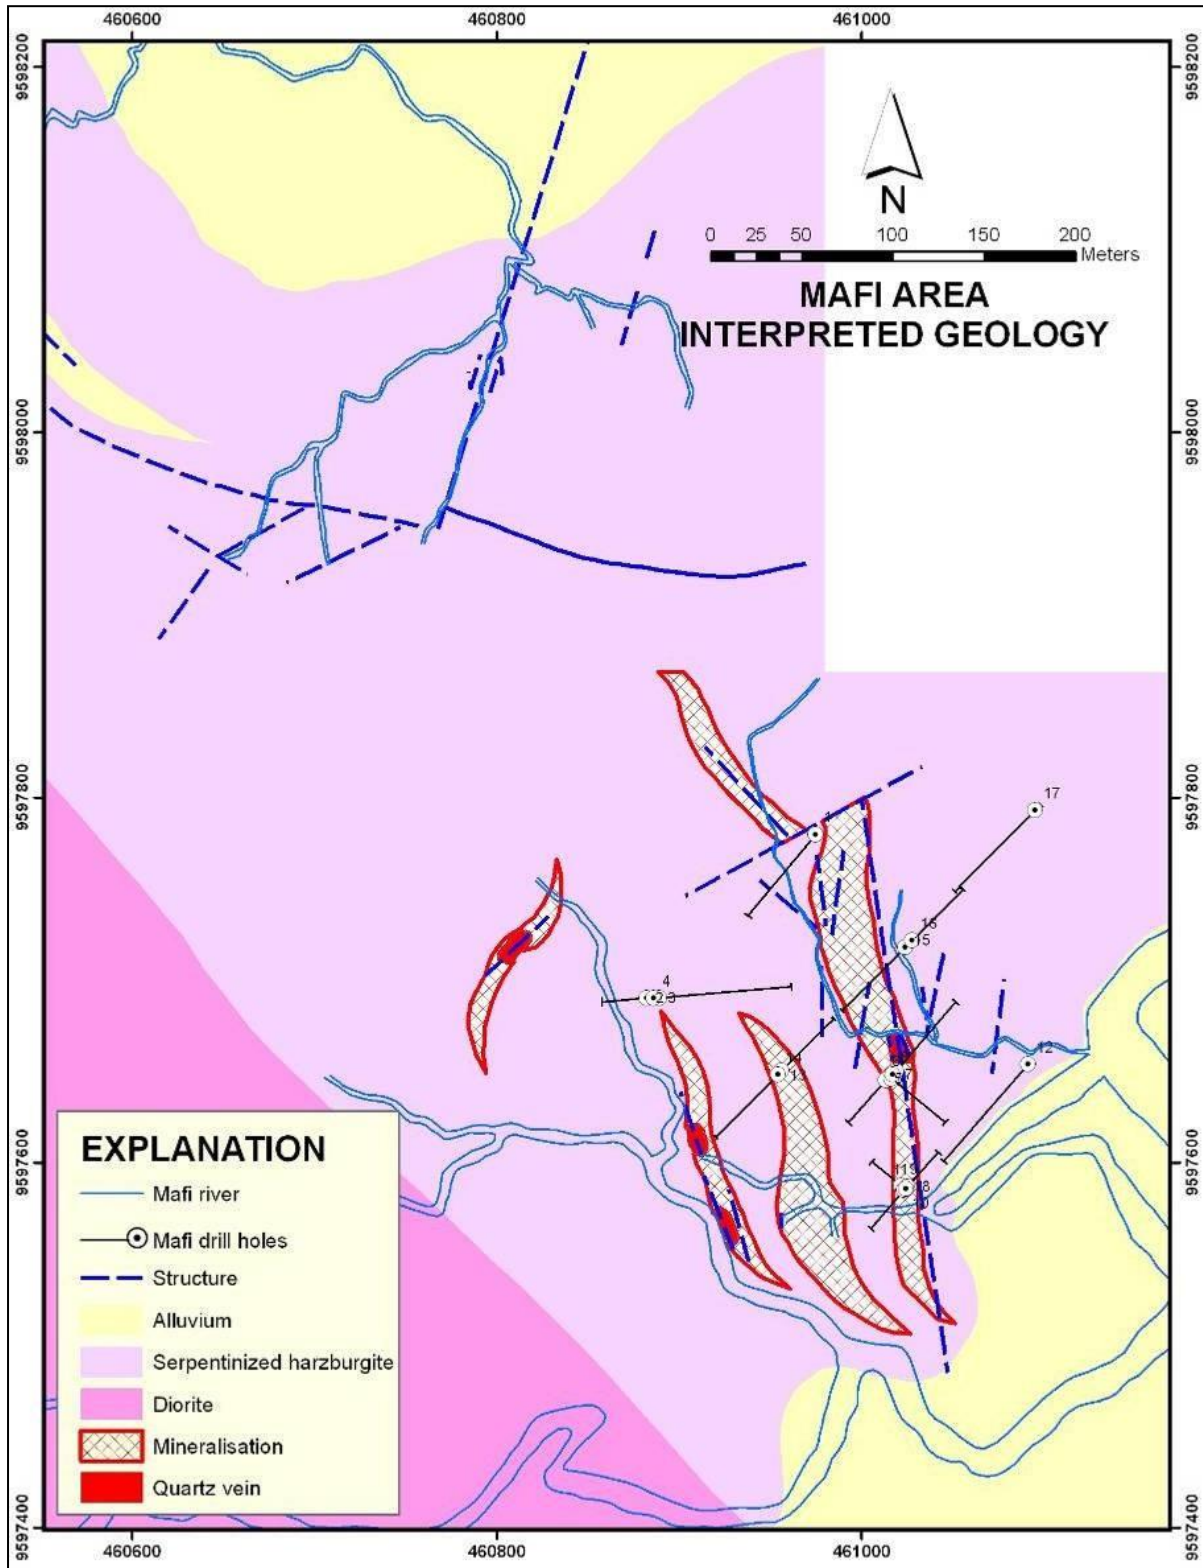 460600 460800 461000
9598200 9598200
N
0 25 50 100 150 200
Meters
MAFI AREA
INTERPRETED GEOLOGY
9598000 9598000
9597800 9597800
17
1
16
15
4
2 3
12
7
9597600 9597600
EXPLANATION
Mafi river
Mafi drill holes
Structure
Alluvium
Serpentinized harzburgite
Diorite
Mineralisation
Quartz vein
9597400 9597400
460600 460800 461000